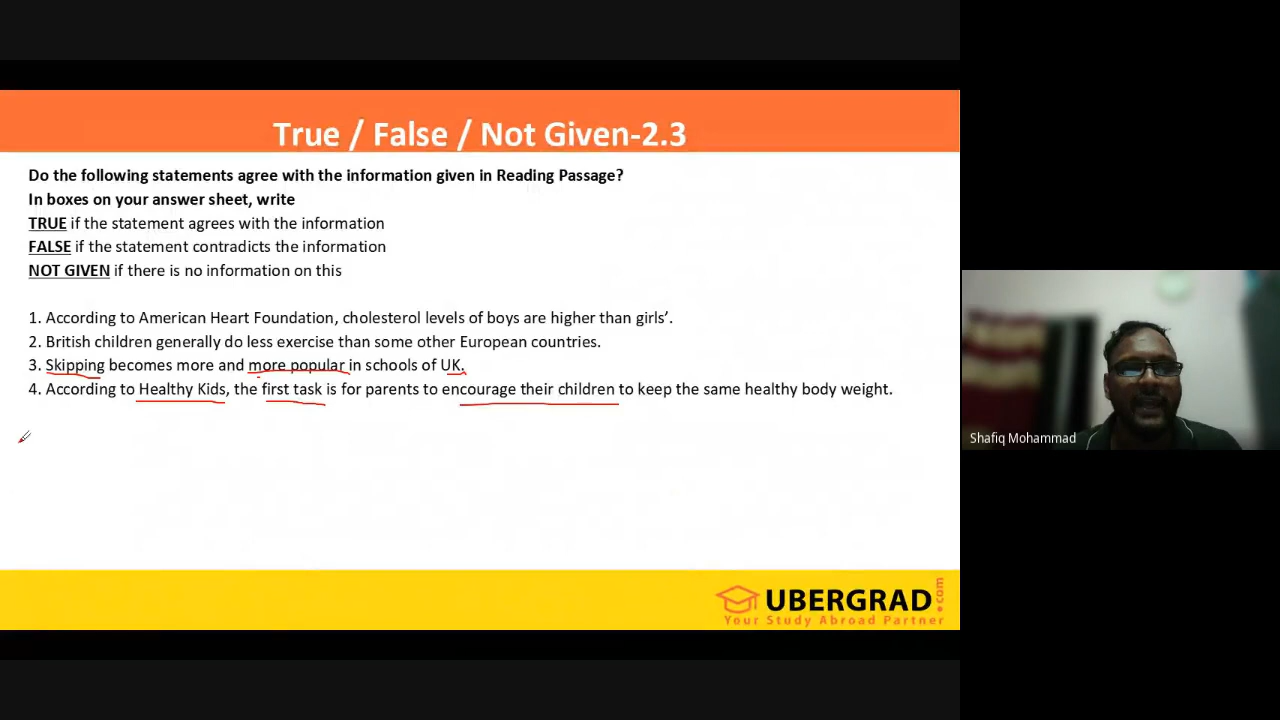 True / False / Not Given-2.3
Do the following statements agree with the information given in Reading Passage?
In boxes on your answer sheet, write
TRUE if the statement agrees with the information
FALSE if the statement contradicts the information
NOT GIVEN if there is no information on this
1. According to American Heart Foundation, cholesterol levels of boys are higher than girls’.
2. British children generally do less exercise than some other European countries.
3. Skipping becomes more and more popular in schools of UK.
4. According to Healthy Kids, the first task is for parents to encourage their children to keep the same healthy body weight.
Shafiq Mohammad
UBERGRAD.com
Your Study Abroad Partner